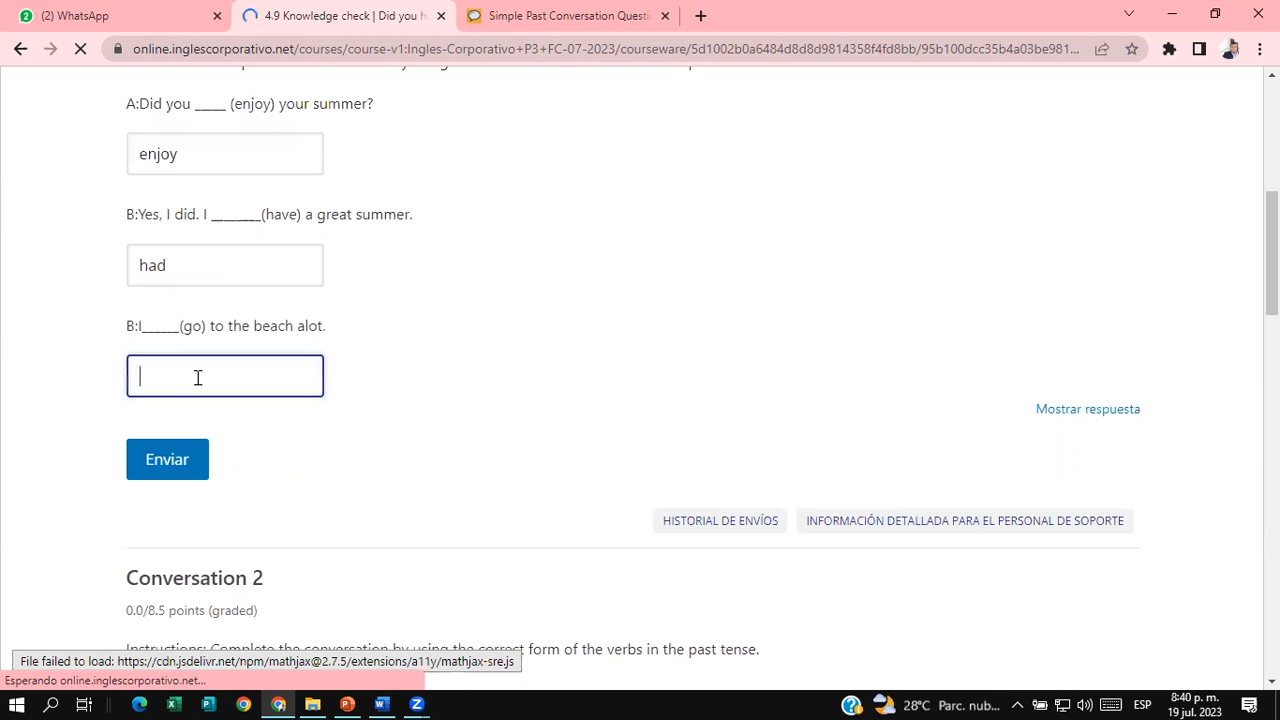 (2) WhatsApp
4.9 Knowledge check | Did you h
Simple Past Conversation Questi
online.inglescorporativo.net/courses/course-v1:Ingles-Corporativo+P3+FC-07-2023/courseware/5d1002b0a6484d8d89814358f4fd8bb/95b100dcc35b4a03be981...
A:Did you _____ (enjoy) your summer?
enjoy
B:Yes, I did. I ________(have) a great summer.
had
B:I______(go) to the beach alot.
Mostrar respuesta
Enviar
HISTORIAL DE ENVÍOS
INFORMACIÓN DETALLADA PARA EL PERSONAL DE SOPORTE
Conversation 2
0.0/8.5 points (graded)
Instructions: Complete the conversation by using the correct form of the verbs in the past tense.
File failed to load: https://cdn.jsdelivr.net/npm/mathjax@2.7.5/extensions/a11y/mathjax-sre.js
Esperando online.inglescorporativo.net...
28°C Parc. nub...
ESP
8:40 p. m.
19 jul. 2023